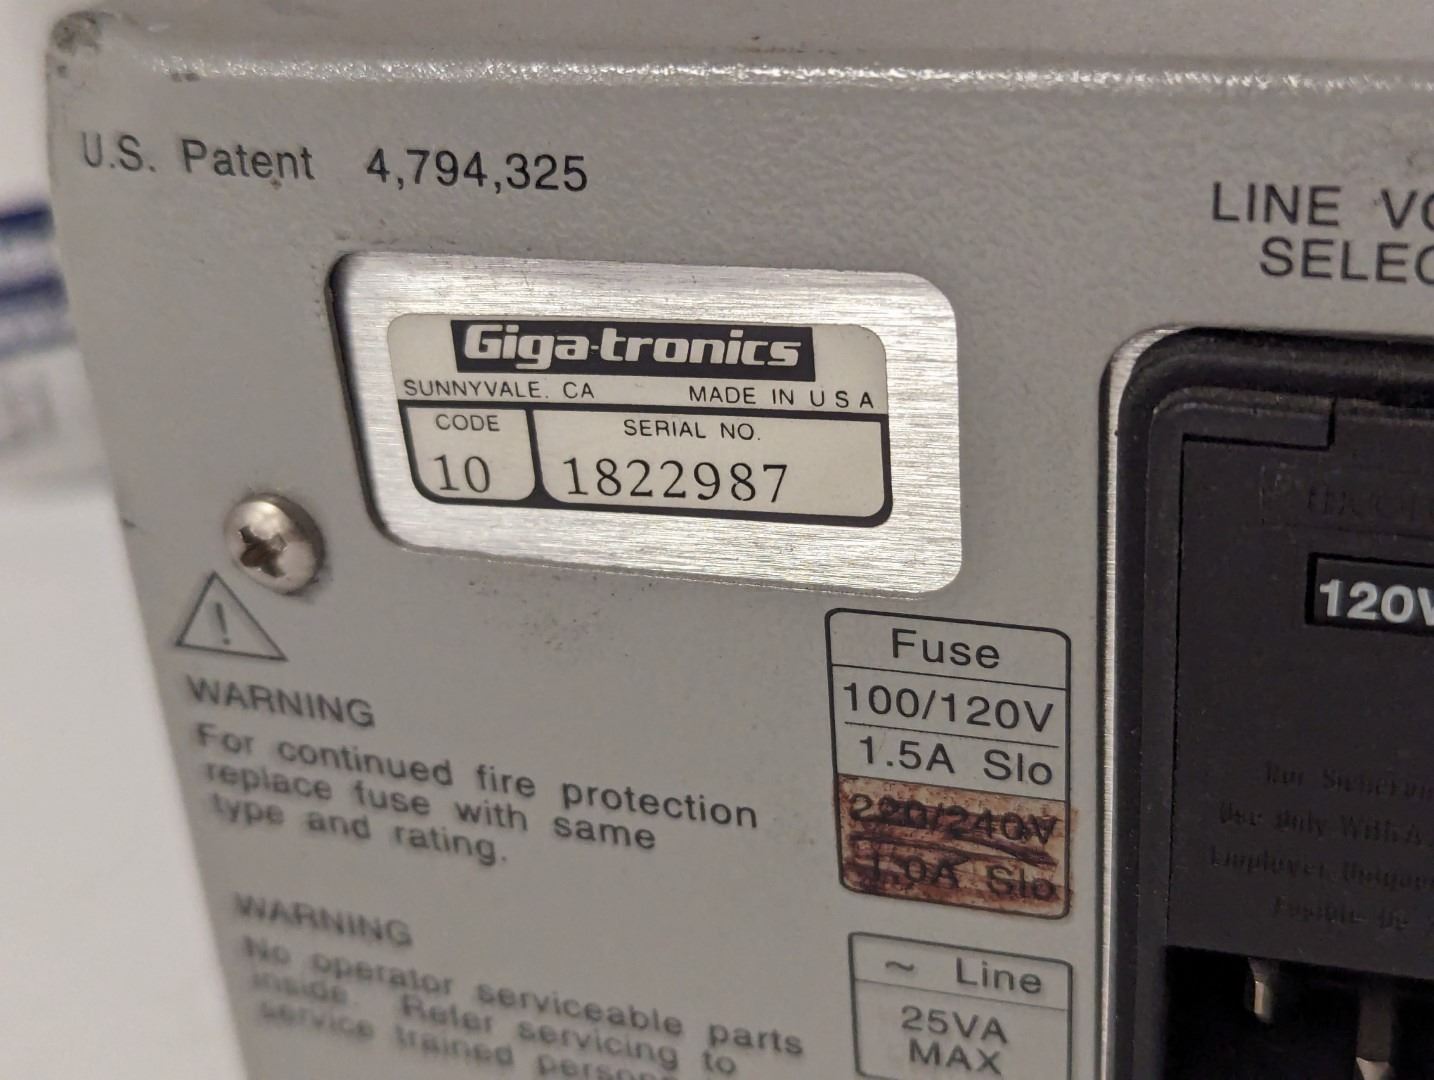 U.S. Patent 4,794,325
LINE
Giga-tronics
SUNNYVALE, CA MADE IN U S A
CODE SERIAL NO.
10 1822987
120V
WARNING
For continued fire protection
replace fuse with same
type and rating.
Fuse
100/120V
1.5A Slo
220/240V
1.0A Slo
WARNING
No operator serviceable parts
inside. Refer servicing to
service trained
~ Line
25VA
MAX